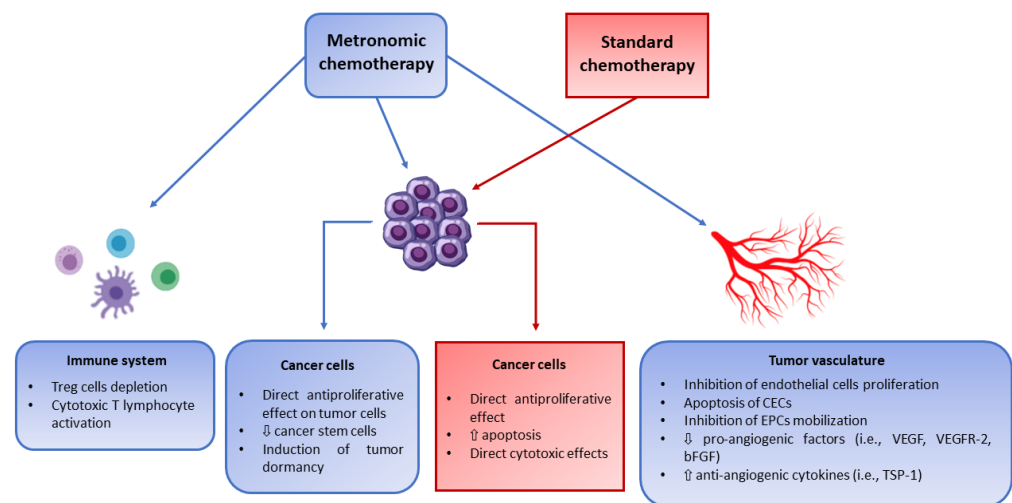 Metronomic
chemotherapy
Standard
chemotherapy
Immune system
• Treg cells depletion
• Cytotoxic T lymphocyte
activation
Cancer cells
• Direct antiproliferative
effect on tumor cells
• ⇩ cancer stem cells
• Induction of tumor
dormancy
Cancer cells
• Direct antiproliferative
effect
• ⇧ apoptosis
• Direct cytotoxic effects
Tumor vasculature
• Inhibition of endothelial cells proliferation
• Apoptosis of CECs
• Inhibition of EPCs mobilization
• ⇩ pro-angiogenic factors (i.e., VEGF, VEGFR-2,
bFGF)
• ⇧ anti-angiogenic cytokines (i.e., TSP-1)